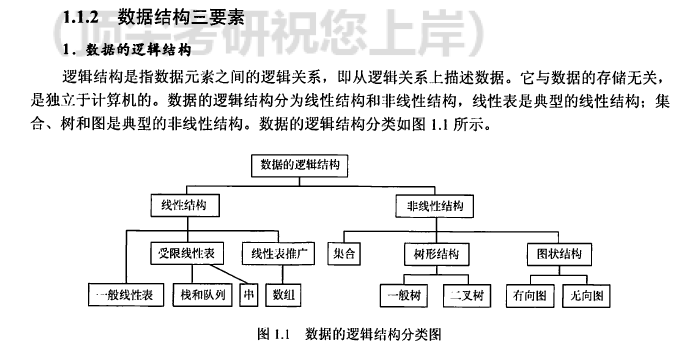 (顶尖考研祝您上岸)
1.1.2 数据结构三要素
1. 数据的逻辑结构
逻辑结构是指数据元素之间的逻辑关系，即从逻辑关系上描述数据。它与数据的存储无关，
是独立于计算机的。数据的逻辑结构分为线性结构和非线性结构，线性表是典型的线性结构；集
合、树和图是典型的非线性结构。数据的逻辑结构分类如图 1.1 所示。
数据的逻辑结构
线性结构 非线性结构
受限线性表 线性表推广 集合 树形结构 图状结构
一般线性表 栈和队列 串 数组 一般树 二叉树 有向图 无向图
图 1.1 数据的逻辑结构分类图